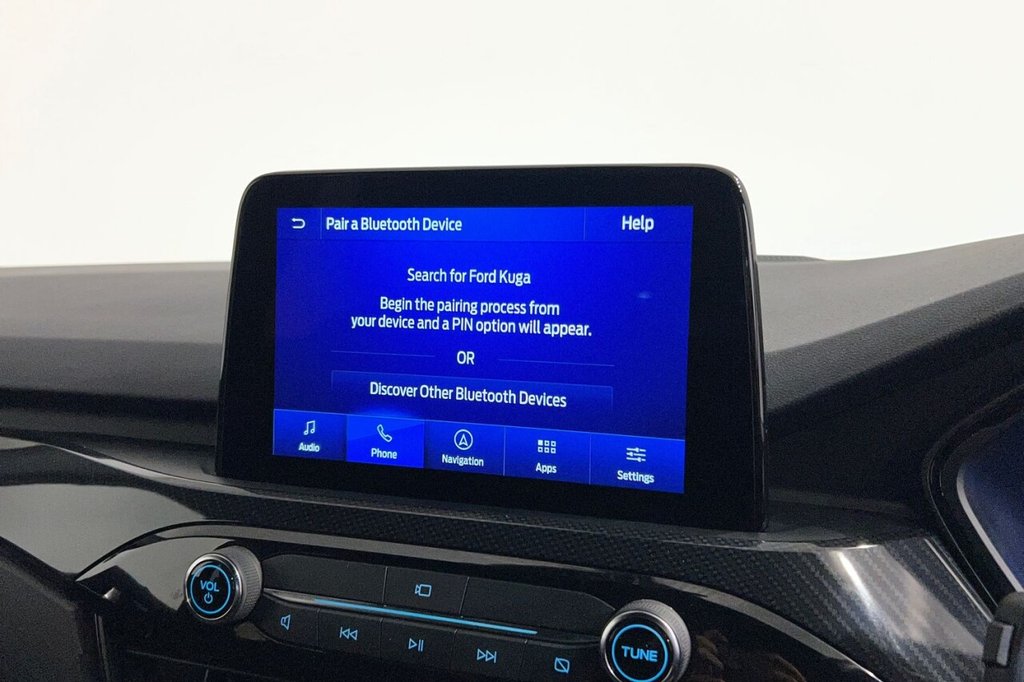 Pair a Bluetooth Device
Help
Search for Ford Kuga
Begin the pairing process from
your device and a PIN option will appear.
OR
Discover Other Bluetooth Devices
Audio
Phone
Navigation
Apps
Settings
VOL
TUNE